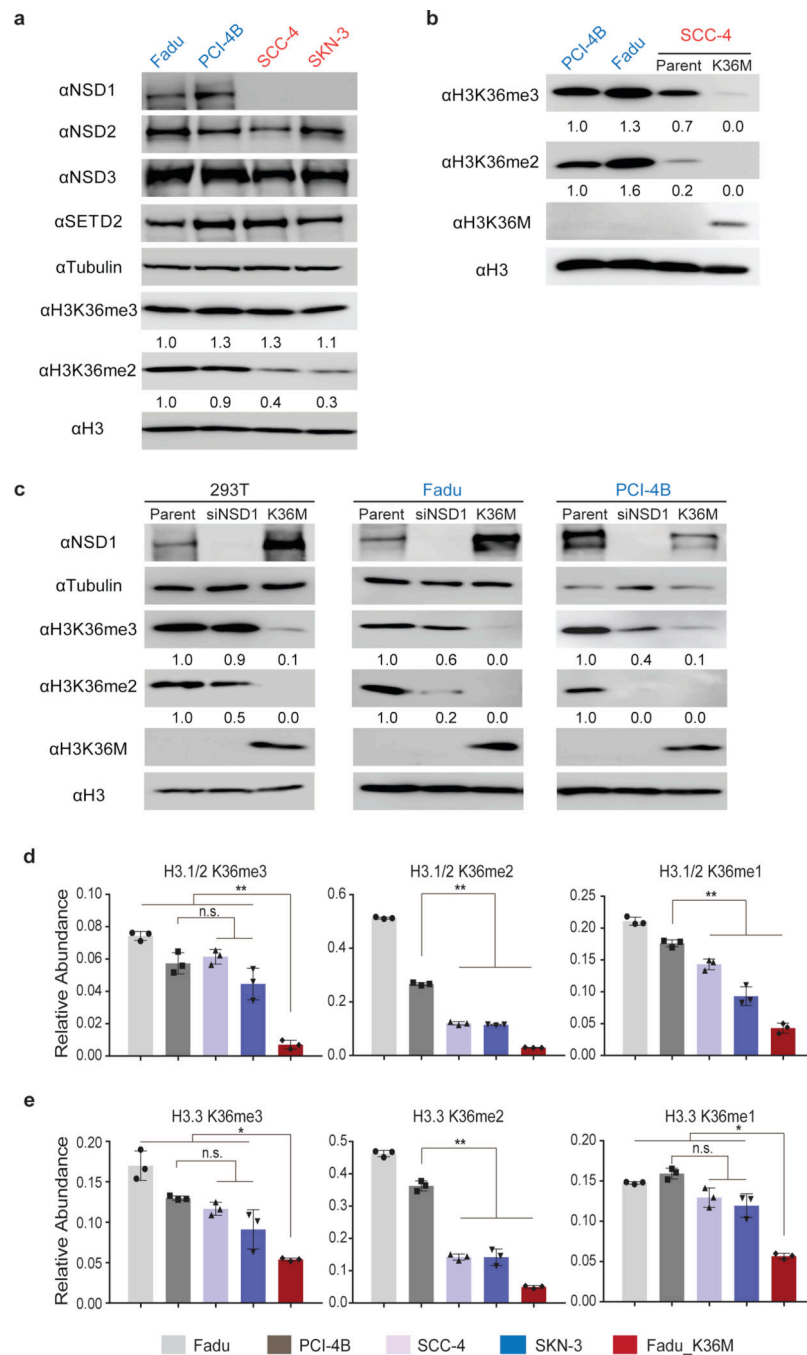 a
Fadu PCI-4B SCC-4 SKN-3
αNSD1
αNSD2
αNSD3
αSETD2
αTubulin
αH3K36me3
1.0 1.3 1.3 1.1
αH3K36me2
1.0 0.9 0.4 0.3
αH3
b
SCC-4
PCI-4B Fadu Parent K36M
αH3K36me3
1.0 1.3 0.7 0.0
αH3K36me2
1.0 1.6 0.2 0.0
αH3K36M
αH3
c
293T Fadu PCI-4B
Parent siNSD1 K36M Parent siNSD1 K36M Parent siNSD1 K36M
αNSD1
αTubulin
αH3K36me3
1.0 0.9 0.1 1.0 0.6 0.0 1.0 0.4 0.1
αH3K36me2
1.0 0.5 0.0 1.0 0.2 0.0 1.0 0.0 0.0
αH3K36M
αH3
d
H3.1/2 K36me3
Relative Abundance
0.10
0.08
0.06
0.04
0.02
0.00
**
n.s.
H3.1/2 K36me2
0.6
0.4
0.2
0.0
**
H3.1/2 K36me1
0.20
0.15
0.10
0.05
0.00
**
e
H3.3 K36me3
Relative Abundance
0.20
0.15
0.10
0.05
0.00
*
n.s.
H3.3 K36me2
0.5
0.4
0.3
0.2
0.1
0.0
**
H3.3 K36me1
0.20
0.15
0.10
0.05
0.00
*
n.s.
Fadu PCI-4B SCC-4 SKN-3 Fadu_K36M